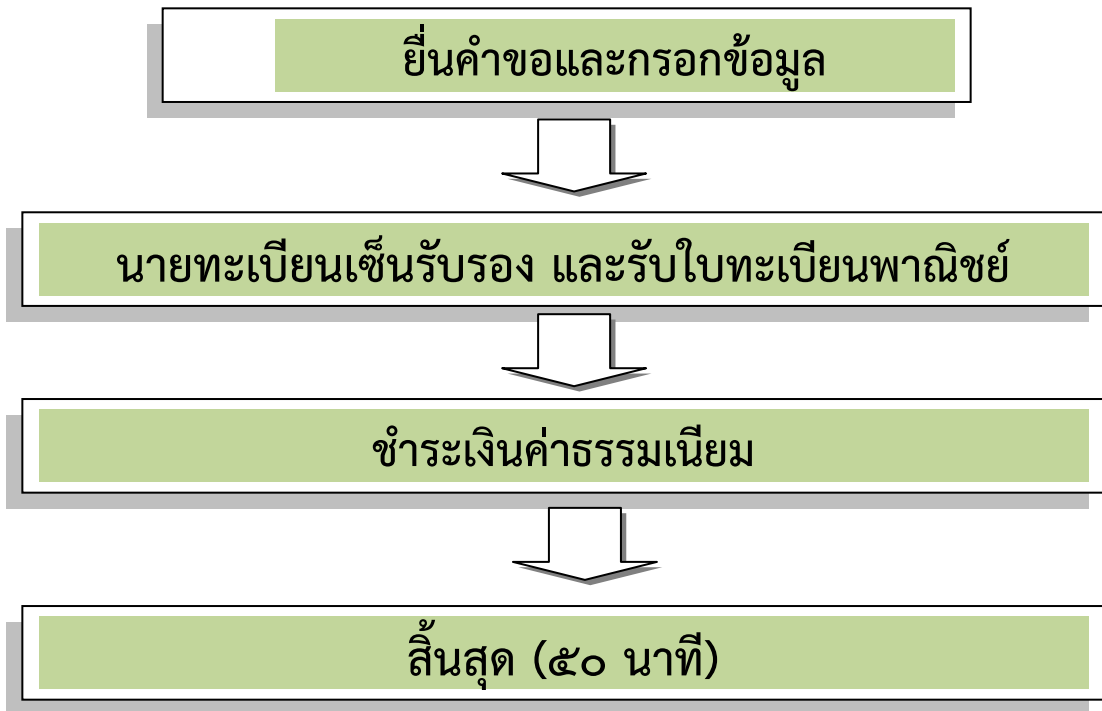 ยื่นคำขอและกรอกข้อมูล
นายทะเบียนเซ็นรับรอง และรับใบทะเบียนพาณิชย์
ชำระเงินค่าธรรมเนียม
สิ้นสุด (๕๐ นาที)